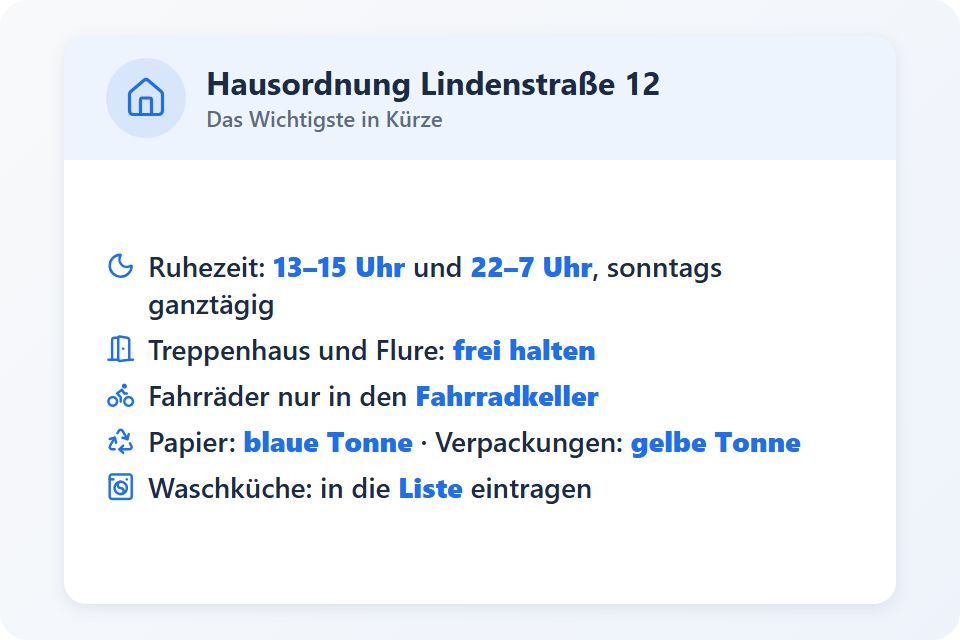 Hausordnung Lindenstraße 12
Das Wichtigste in Kürze
Ruhezeit: 13–15 Uhr und 22–7 Uhr, sonntags
ganztägig
Treppenhaus und Flure: frei halten
Fahrräder nur in den Fahrradkeller
Papier: blaue Tonne · Verpackungen: gelbe Tonne
Waschküche: in die Liste eintragen